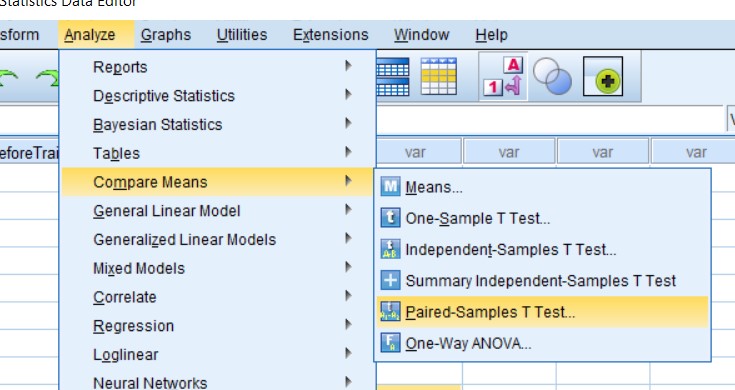 Statistics Data Editor
sform Analyze Graphs Utilities Extensions Window Help
Reports
Descriptive Statistics
Bayesian Statistics
eforeTrai Tables var var var var
Compare Means
Means...
General Linear Model
One-Sample T Test...
Generalized Linear Models
Independent-Samples T Test...
Mixed Models
Summary Independent-Samples T Test
Correlate
Paired-Samples T Test...
Regression
One-Way ANOVA...
Loglinear
Neural Networks